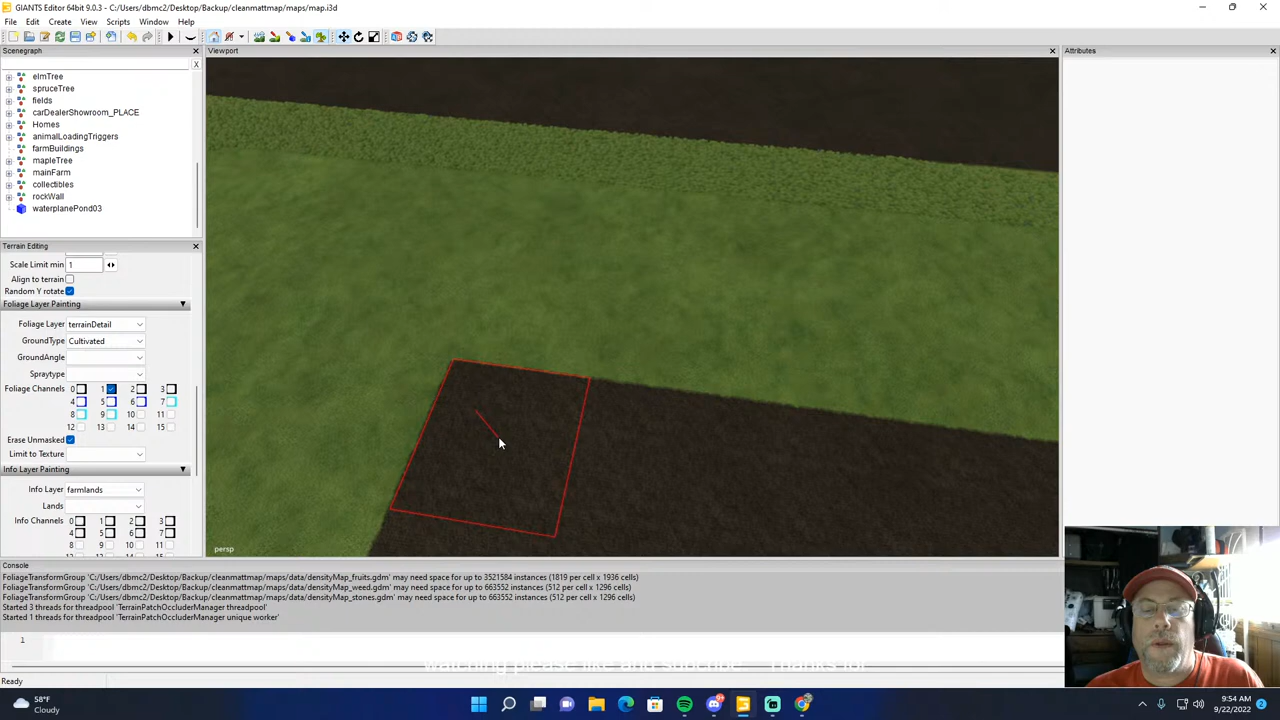 GIANTS Editor 64bit 9.0.3 - C:/Users/dbmc2/Desktop/Backup/cleanmattmap/maps/map.i3d
File Edit Create View Scripts Window Help
Scenegraph
Viewport
Attributes
elmTree
spruceTree
fields
carDealerShowroom_PLACE
Homes
animalLoadingTriggers
farmBuildings
mapleTree
mainFarm
collectibles
rockWall
waterplanePond03
Terrain Editing
Scale Limit min 1
Align to terrain
Random Y rotate
Foliage Layer Painting
Foliage Layer terrainDetail
GroundType Cultivated
GroundAngle
Spraytype
Foliage Channels 0 1 2 3
4 5 6 7
8 9 10 11
12 13 14 15
Erase Unmasked
Limit to Texture
Info Layer Painting
Info Layer farmlands
Lands
Info Channels 0 1 2 3
4 5 6 7
8 9 10 11
persp
Console
FoliageTransformGroup 'C:/Users/dbmc2/Desktop/Backup/cleanmattmap/maps/data/densityMap_fruits.gdm' may need space for up to 3521584 instances (1819 per cell x 1936 cells)
FoliageTransformGroup 'C:/Users/dbmc2/Desktop/Backup/cleanmattmap/maps/data/densityMap_weed.gdm' may need space for up to 663552 instances (512 per cell x 1296 cells)
FoliageTransformGroup 'C:/Users/dbmc2/Desktop/Backup/cleanmattmap/maps/data/densityMap_stones.gdm' may need space for up to 663552 instances (512 per cell x 1296 cells)
Started 3 threads for threadpool 'TerrainPatchOccluderManager threadpool'
Started 1 threads for threadpool 'TerrainPatchOccluderManager unique worker'
1
Ready
58°F
Cloudy
9:54 AM
9/22/2022